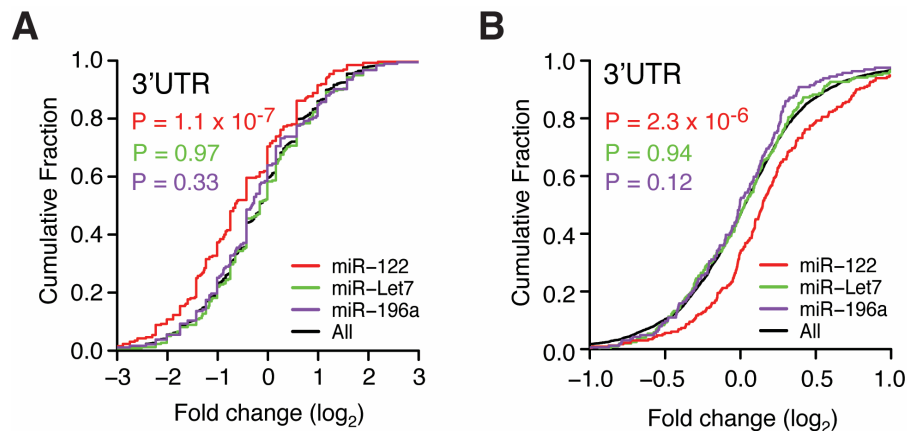 A
3'UTR
P = 1.1 x 10-7
P = 0.97
P = 0.33
Cumulative Fraction
1.0
0.8
0.6
0.4
0.2
0.0
miR−122
miR−Let7
miR−196a
All
−3
−2
−1
0
1
2
3
Fold change (log2)
B
3'UTR
P = 2.3 x 10-6
P = 0.94
P = 0.12
Cumulative Fraction
1.0
0.8
0.6
0.4
0.2
0.0
miR−122
miR−Let7
miR−196a
All
−1.0
−0.5
0.0
0.5
1.0
Fold change (log2)